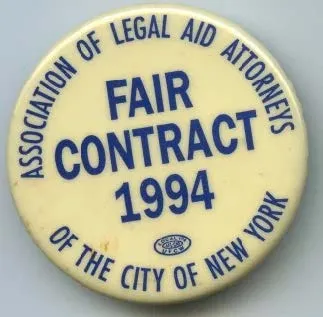 ASSOCIATION OF LEGAL AID ATTORNEYS
FAIR
CONTRACT
1994
OF THE CITY OF NEW YORK